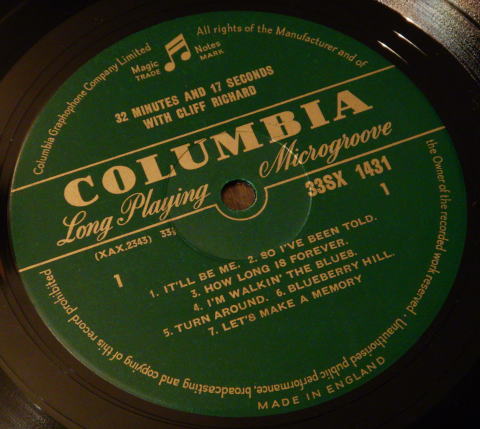 Columbia Graphophone Company Limited
All rights of the Manufacturer and of
the Owner of the recorded work reserved · Unauthorised public performance, broadcasting and copying of this record prohibited
Magic Notes
TRADE MARK
32 MINUTES AND 17 SECONDS
WITH CLIFF RICHARD
COLUMBIA
Long Playing Microgroove
33SX 1431
(XAX.2343) 33
1
1
1. IT'LL BE ME. 2. SO I'VE BEEN TOLD.
3. HOW LONG IS FOREVER.
4. I'M WALKIN' THE BLUES.
5. TURN AROUND. 6. BLUEBERRY HILL.
7. LET'S MAKE A MEMORY
MADE IN ENGLAND